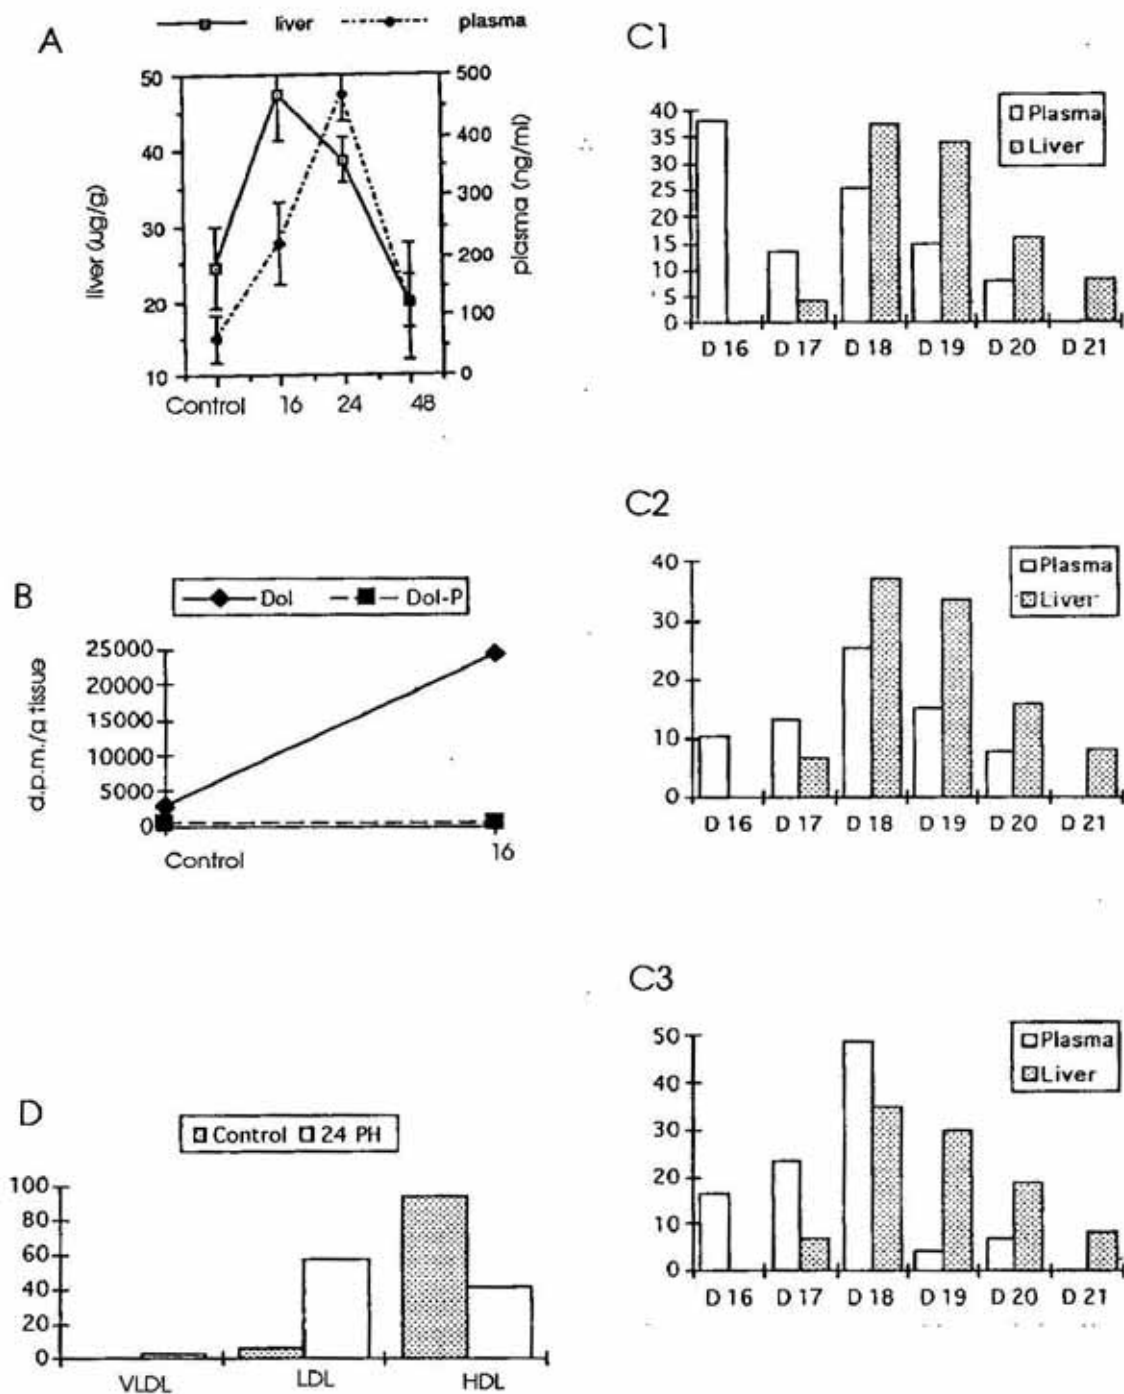 A
liver plasma
50
40
30
20
10
liver (µg/g)
500
400
300
200
100
0
plasma (ng/ml)
Control 16 24 48
B
Dol Dol-P
25000
20000
15000
10000
5000
0
d.p.m./g tissue
Control 16
D
Control 24 PH
100
80
60
40
20
0
VLDL LDL HDL
C1
Plasma
Liver
40
35
30
25
20
15
10
5
0
D 16 D 17 D 18 D 19 D 20 D 21
C2
Plasma
Liver
40
30
20
10
0
D 16 D 17 D 18 D 19 D 20 D 21
C3
Plasma
Liver
50
40
30
20
10
0
D 16 D 17 D 18 D 19 D 20 D 21